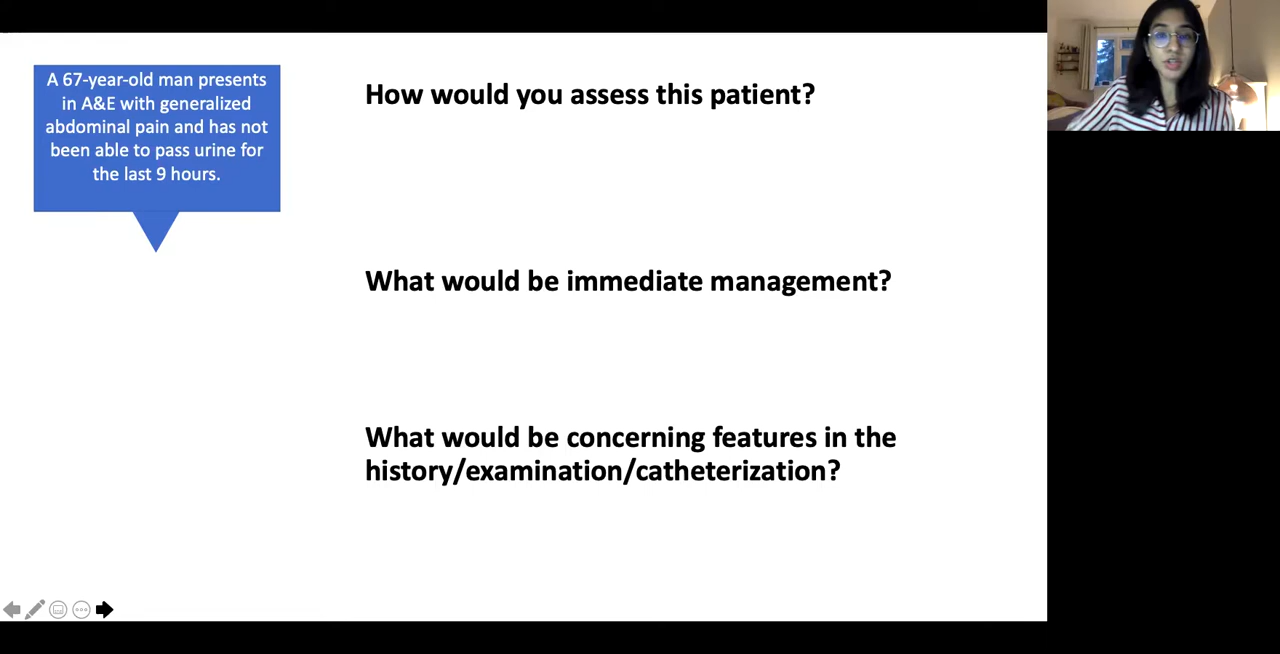 A 67-year-old man presents
in A&E with generalized
abdominal pain and has not
been able to pass urine for
the last 9 hours.
How would you assess this patient?
What would be immediate management?
What would be concerning features in the
history/examination/catheterization?